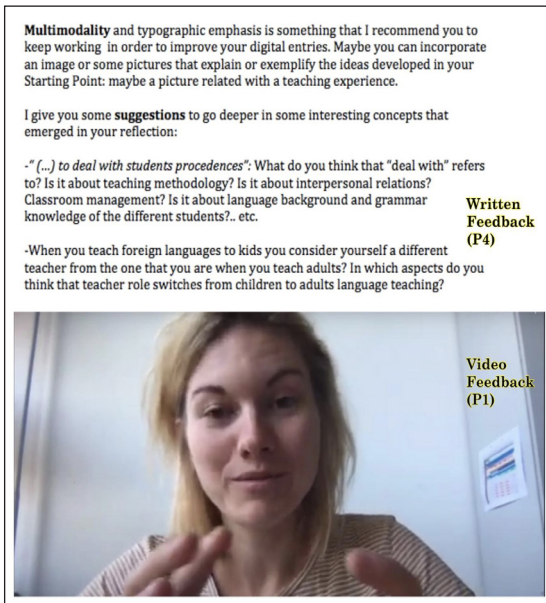 Multimodality and typographic emphasis is something that I recommend you to
keep working in order to improve your digital entries. Maybe you can incorporate
an image or some pictures that explain or exemplify the ideas developed in your
Starting Point: maybe a picture related with a teaching experience.
I give you some suggestions to go deeper in some interesting concepts that
emerged in your reflection:
-" (...) to deal with students procedences": What do you think that "deal with" refers
to? Is it about teaching methodology? Is it about interpersonal relations?
Classroom management? Is it about language background and grammar
knowledge of the different students?.. etc.
Written
Feedback
(P4)
-When you teach foreign languages to kids you consider yourself a different
teacher from the one that you are when you teach adults? In which aspects do you
think that teacher role switches from children to adults language teaching?
Video
Feedback
(P1)